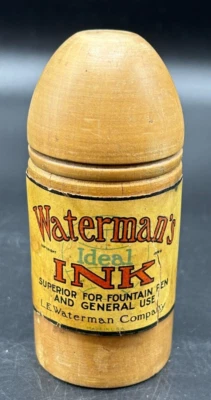 Waterman's
Ideal
INK
SUPERIOR FOR FOUNTAIN PEN
AND GENERAL USE
L.E. Waterman Company